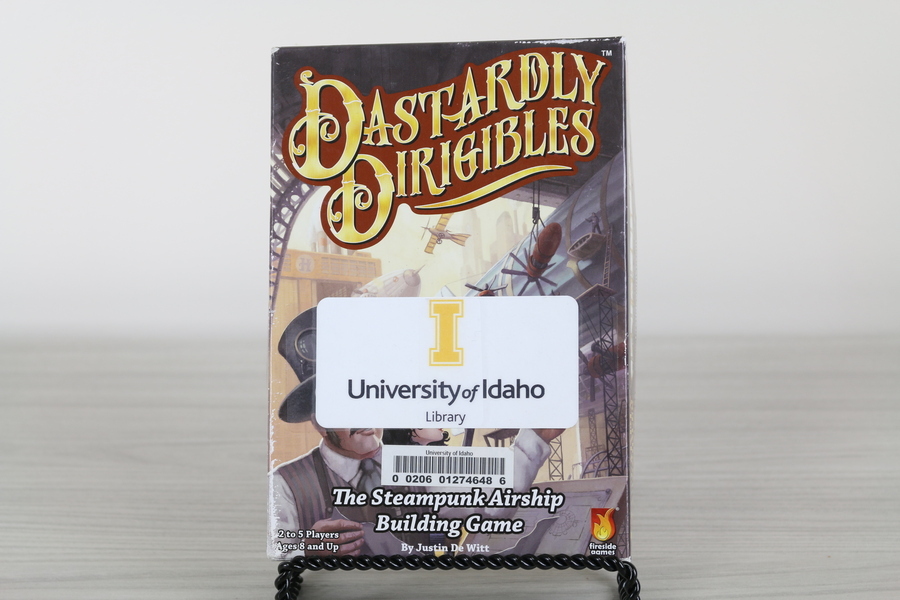 DASTARDLY
DIRIGIBLES
TM
I
University of Idaho
Library
University of Idaho
0 0206 01274648 6
The Steampunk Airship
Building Game
2 to 5 Players
Ages 8 and Up
By Justin De Witt
fireside
games